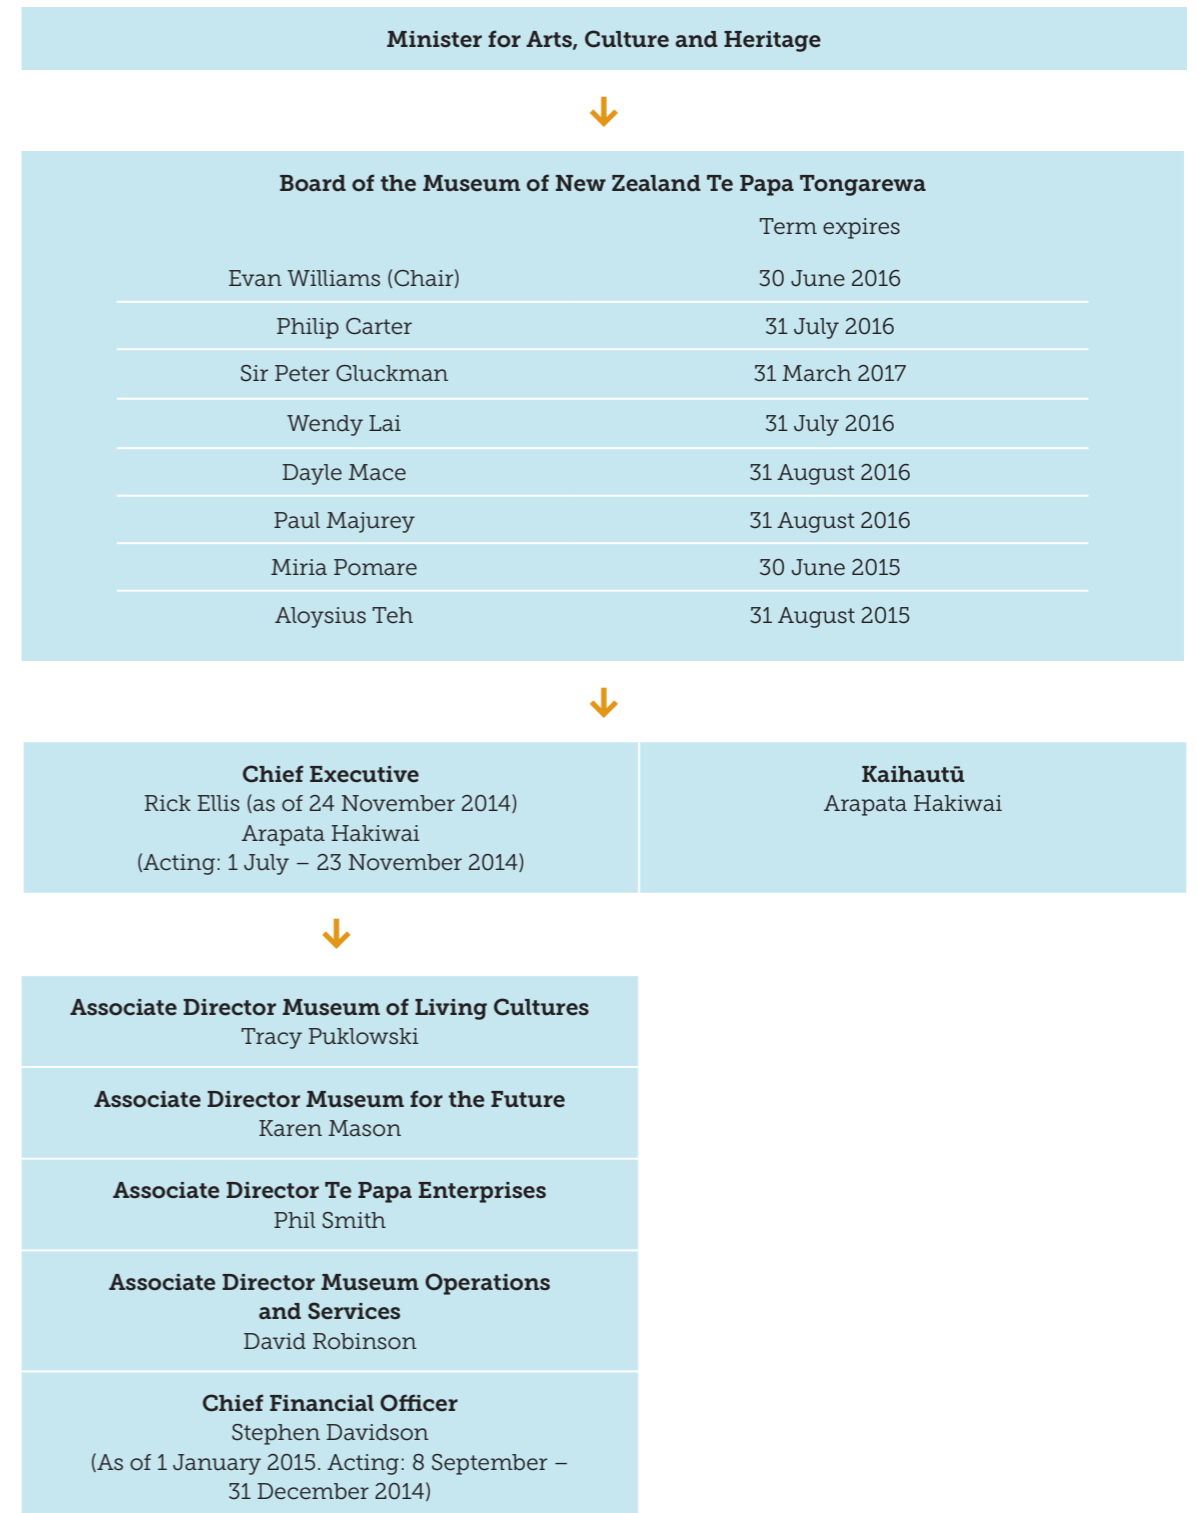 Minister for Arts, Culture and Heritage
Board of the Museum of New Zealand Te Papa Tongarewa
Term expires
Evan Williams (Chair) 30 June 2016
Philip Carter 31 July 2016
Sir Peter Gluckman 31 March 2017
Wendy Lai 31 July 2016
Dayle Mace 31 August 2016
Paul Majurey 31 August 2016
Miria Pomare 30 June 2015
Aloysius Teh 31 August 2015
Chief Executive
Rick Ellis (as of 24 November 2014)
Arapata Hakiwai
(Acting: 1 July – 23 November 2014)
Kaihautū
Arapata Hakiwai
Associate Director Museum of Living Cultures
Tracy Puklowski
Associate Director Museum for the Future
Karen Mason
Associate Director Te Papa Enterprises
Phil Smith
Associate Director Museum Operations
and Services
David Robinson
Chief Financial Officer
Stephen Davidson
(As of 1 January 2015. Acting: 8 September –
31 December 2014)